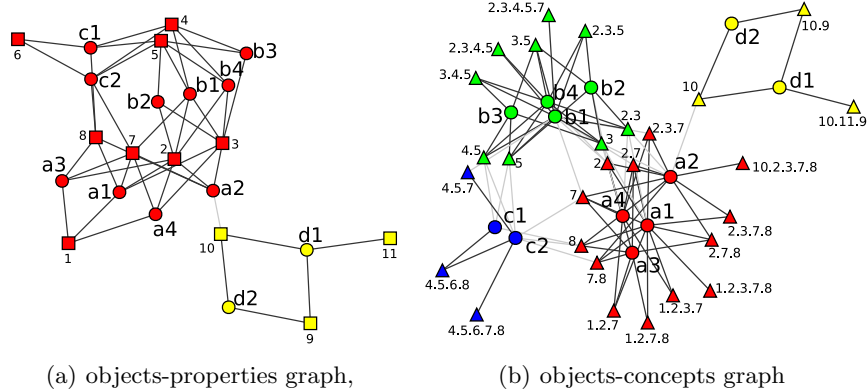 4
c1
6
5
b3
c2
b4
b1
b2
8
7
2
3
a3
a1
a2
a4
1
10
d1
11
d2
9
(a) objects-properties graph,
2.3.4.5.7
10.9
3.5
2.3.5
d2
2.3.4.5
3.4.5
b2
d1
b4
10
b3
b1
10.11.9
2.3
2.3.7
3
4.5
5
2
2.7
a2
10.2.3.7.8
4.5.7
7
a4
a1
c1
2.3.7.8
c2
8
2.7.8
a3
7.8
4.5.6.8
1.2.3.7.8
1.2.3.7
4.5.6.7.8
1.2.7
1.2.7.8
(b) objects-concepts graph